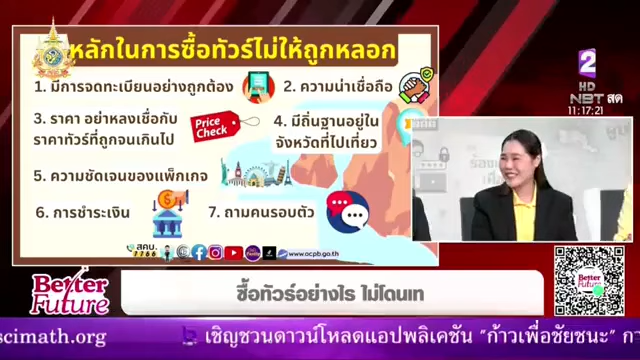 หลักในการซื้อทัวร์ไม่ให้ถูกหลอก
1. มีการจดทะเบียนอย่างถูกต้อง
2. ความน่าเชื่อถือ
3. ราคา อย่าหลงเชื่อกับ
ราคาทัวร์ที่ถูกจนเกินไป
Price
Check
4. มีถิ่นฐานอยู่ใน
จังหวัดที่ไปเที่ยว
5. ความชัดเจนของแพ็กเกจ
6. การชำระเงิน
7. ถามคนรอบตัว
สคบ.
1166
www.ocpb.go.th
2
HD
NBT สด
11:17:21
Better
Future
ซื้อทัวร์อย่างไร ไม่โดนเท
scimath.org
เชิญชวนดาวน์โหลดแอปพลิเคชัน "ก้าวเพื่อชัยชนะ" ก